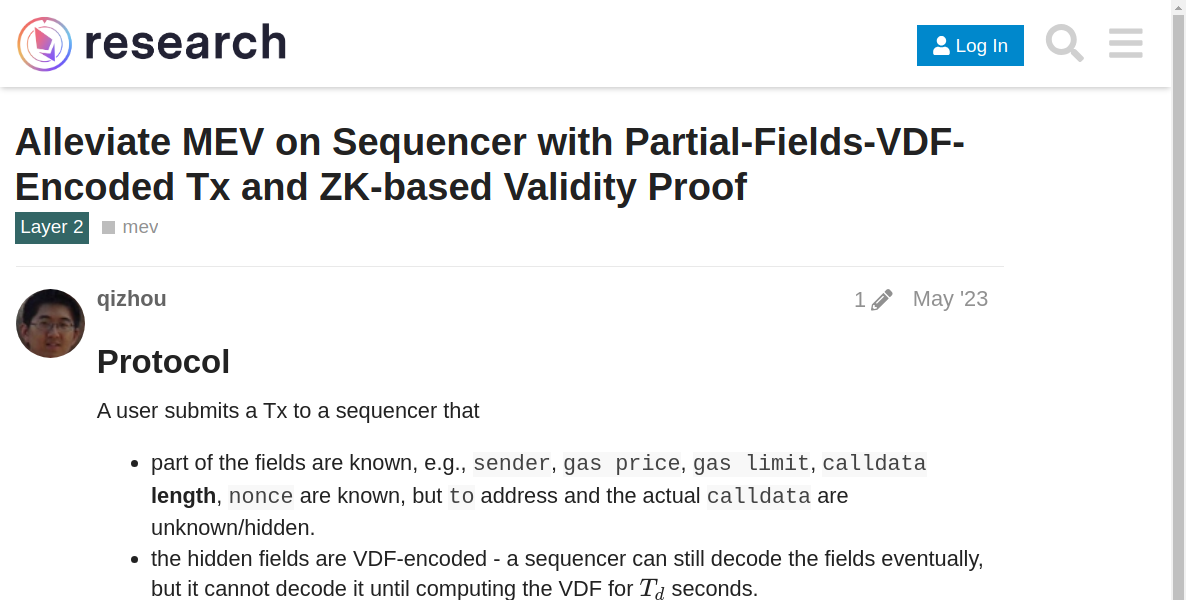 research
Log In
Alleviate MEV on Sequencer with Partial-Fields-VDF-
Encoded Tx and ZK-based Validity Proof
Layer 2 mev
qizhou 1 May '23
Protocol
A user submits a Tx to a sequencer that
• part of the fields are known, e.g., sender, gas price, gas limit, calldata
length, nonce are known, but to address and the actual calldata are
unknown/hidden.
• the hidden fields are VDF-encoded - a sequencer can still decode the fields eventually,
but it cannot decode it until computing the VDF for T_d seconds.